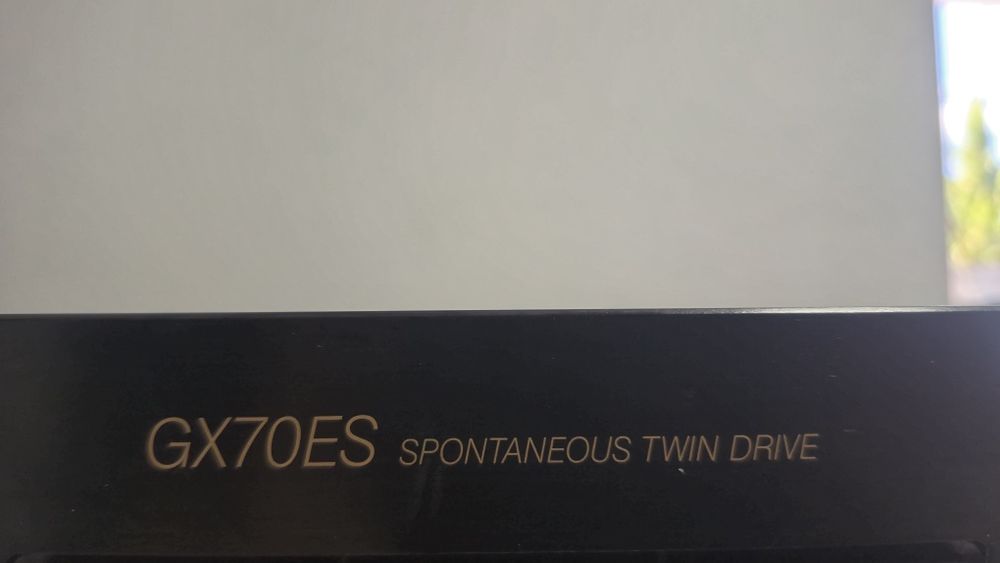 GX70ES SPONTANEOUS TWIN DRIVE